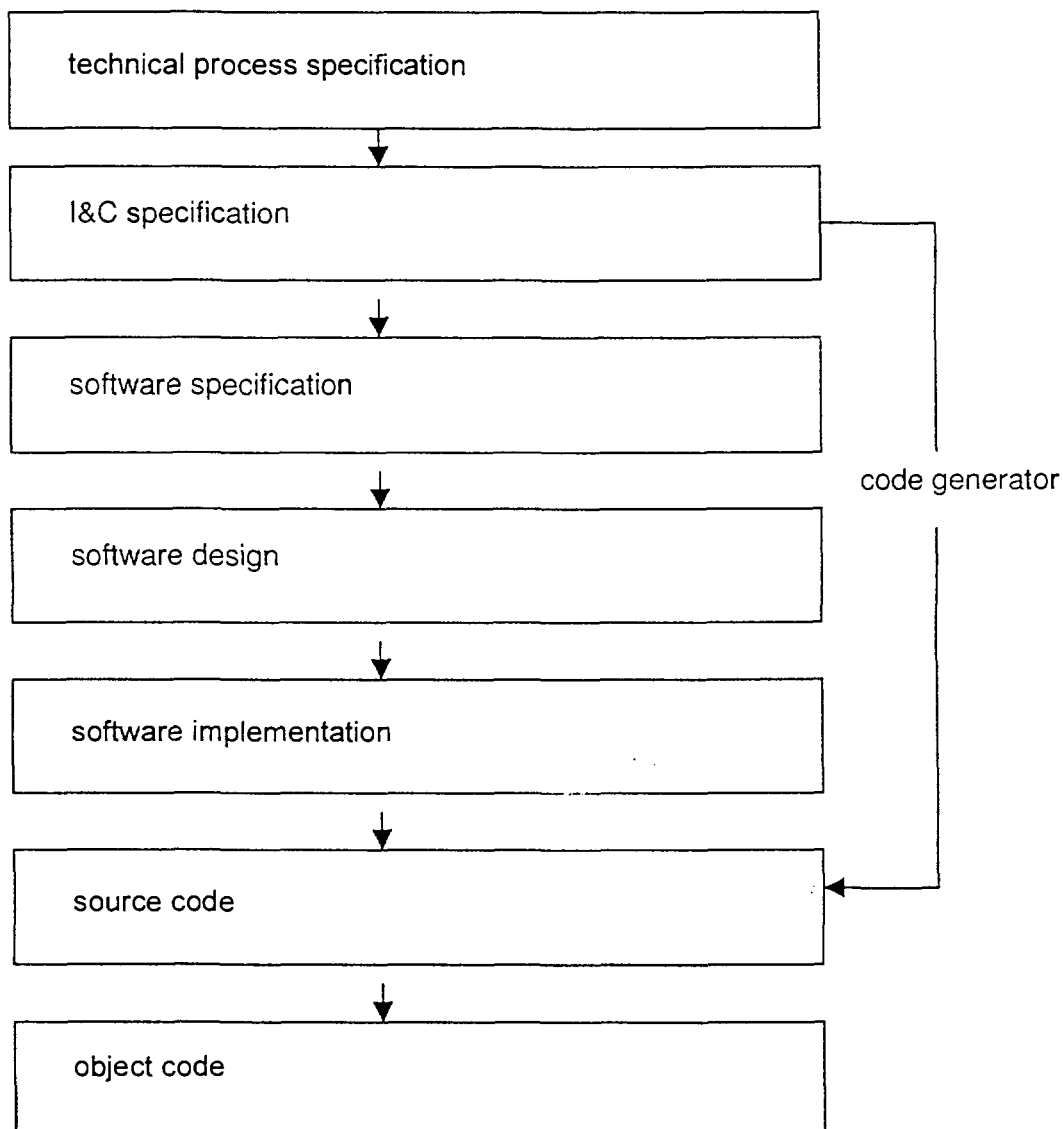 technical process specification
I&C specification
software specification
code generator
software design
software implementation
source code
object code